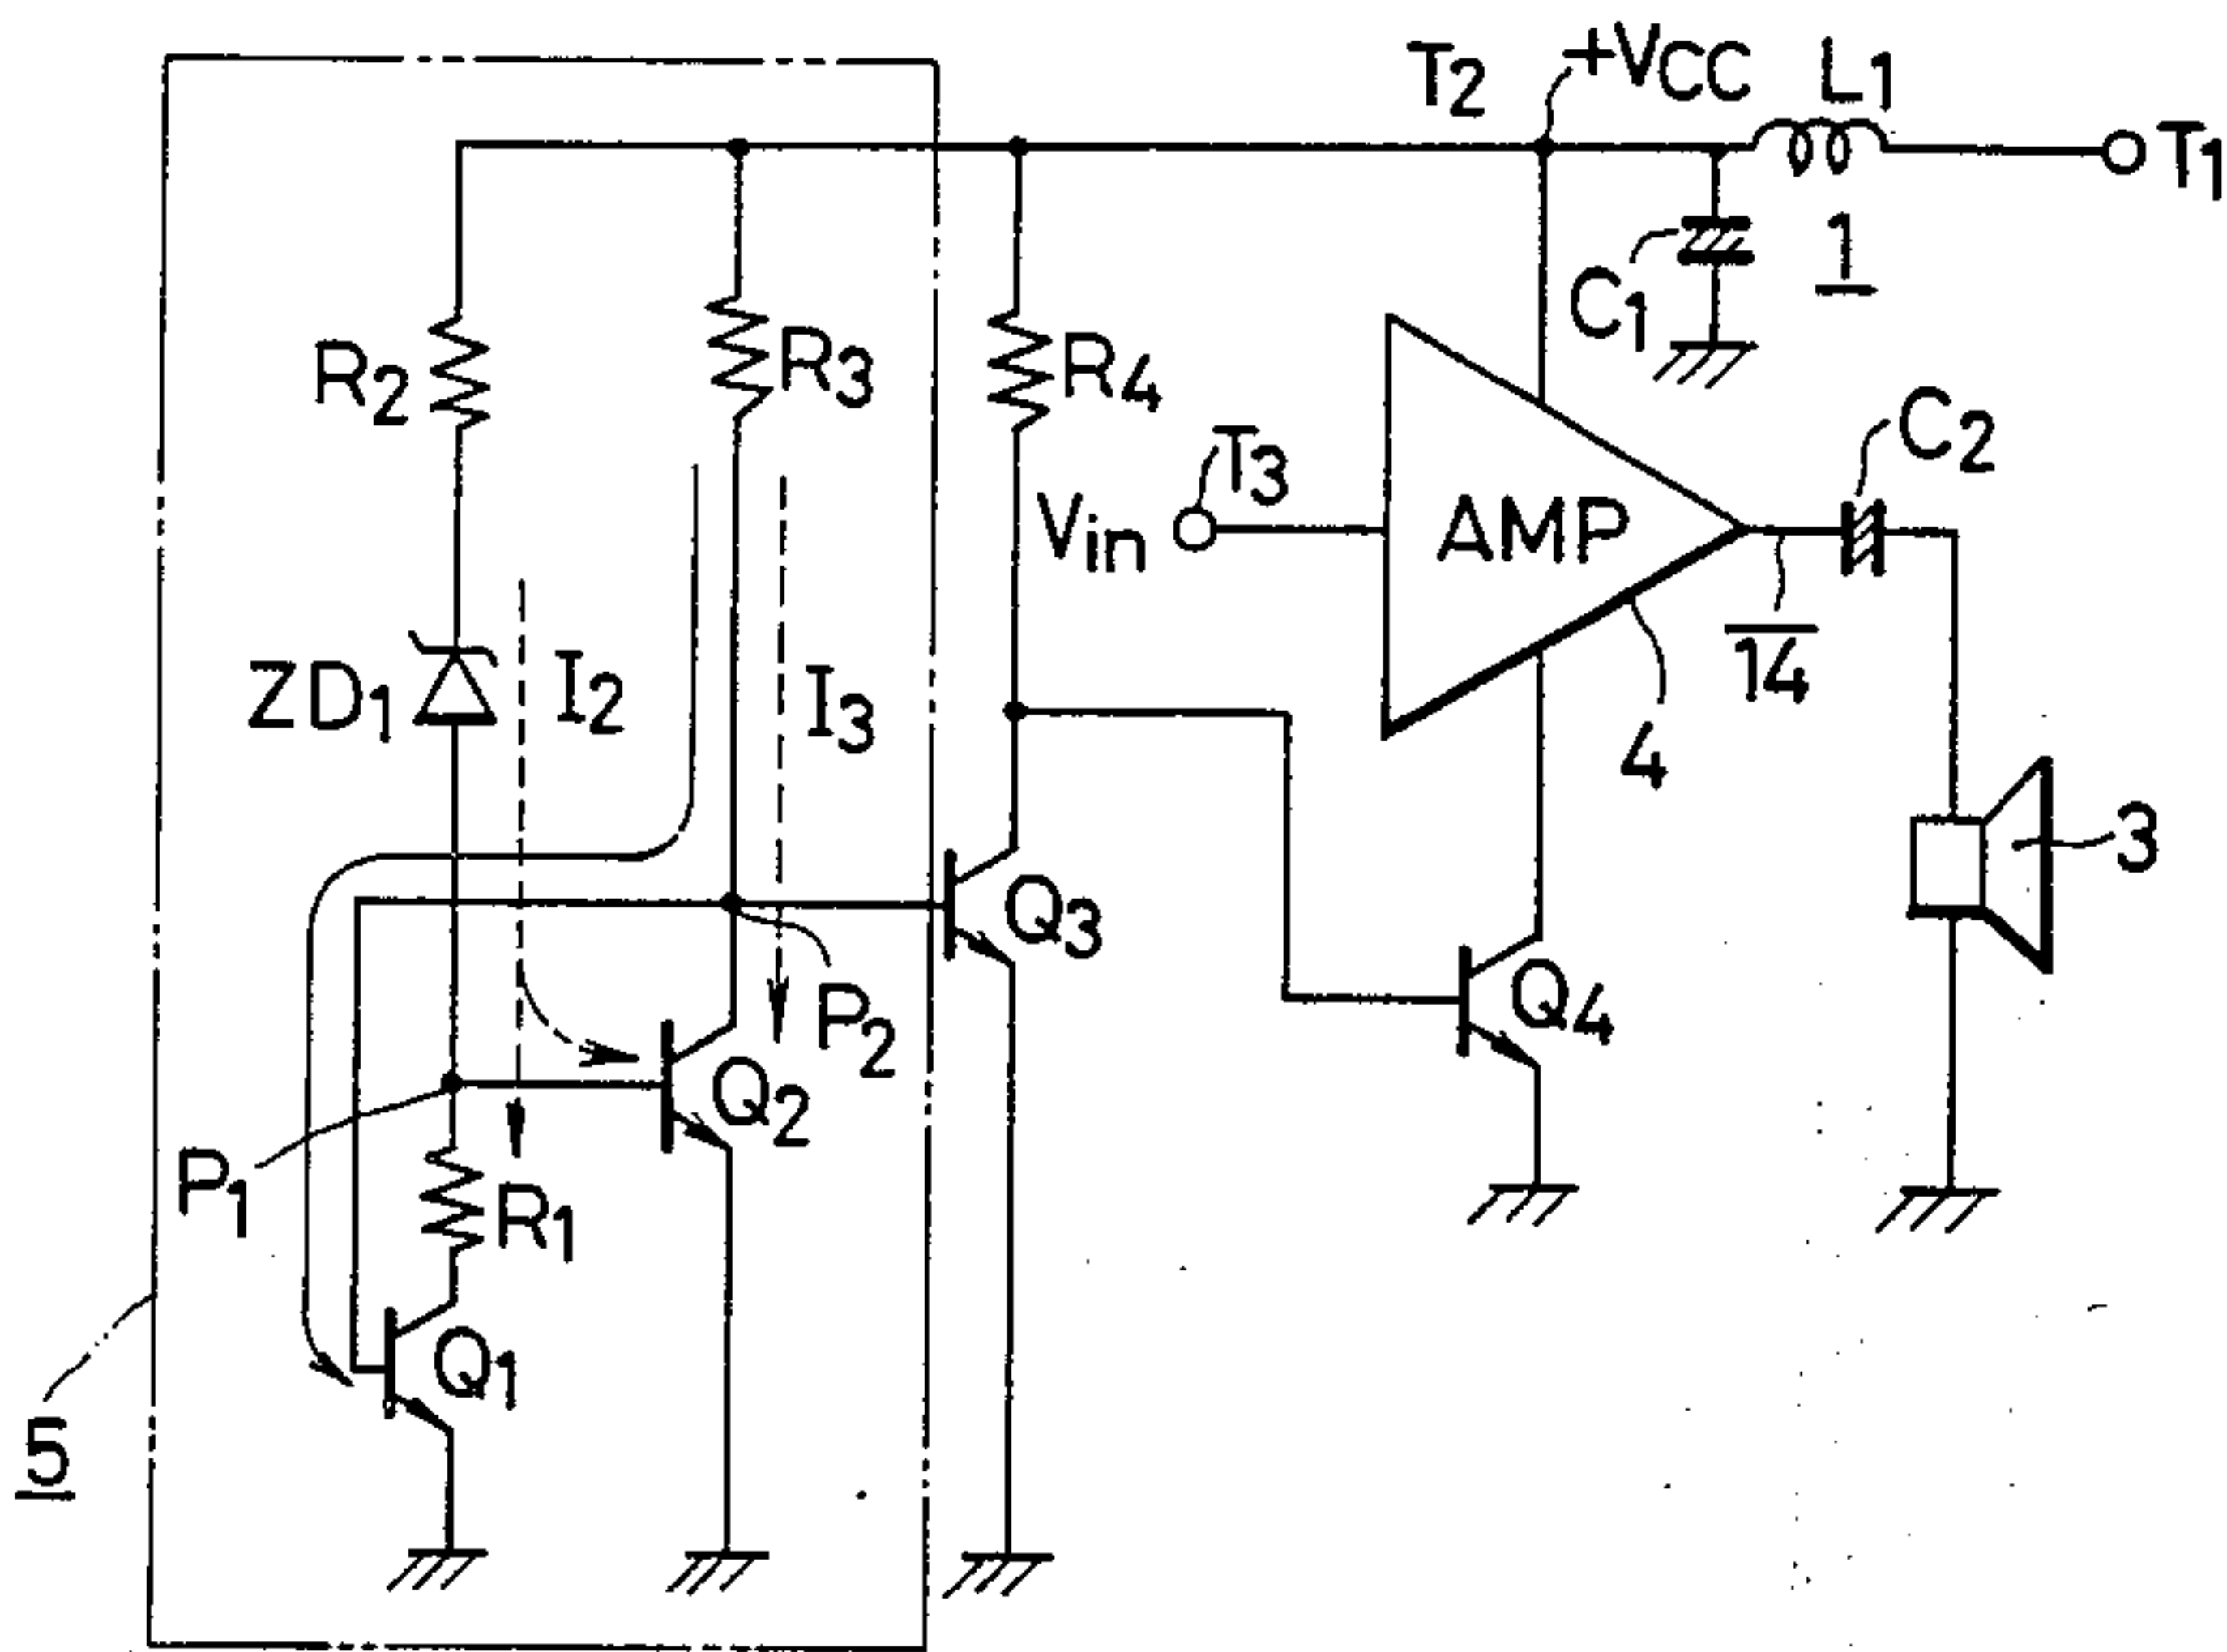 T2
+VCC
L1
T1
1
C1
R2
R3
R4
T3
Vin
AMP
C2
14
4
3
ZD1
I2
I3
Q3
Q4
P2
Q2
P1
R1
Q1
5